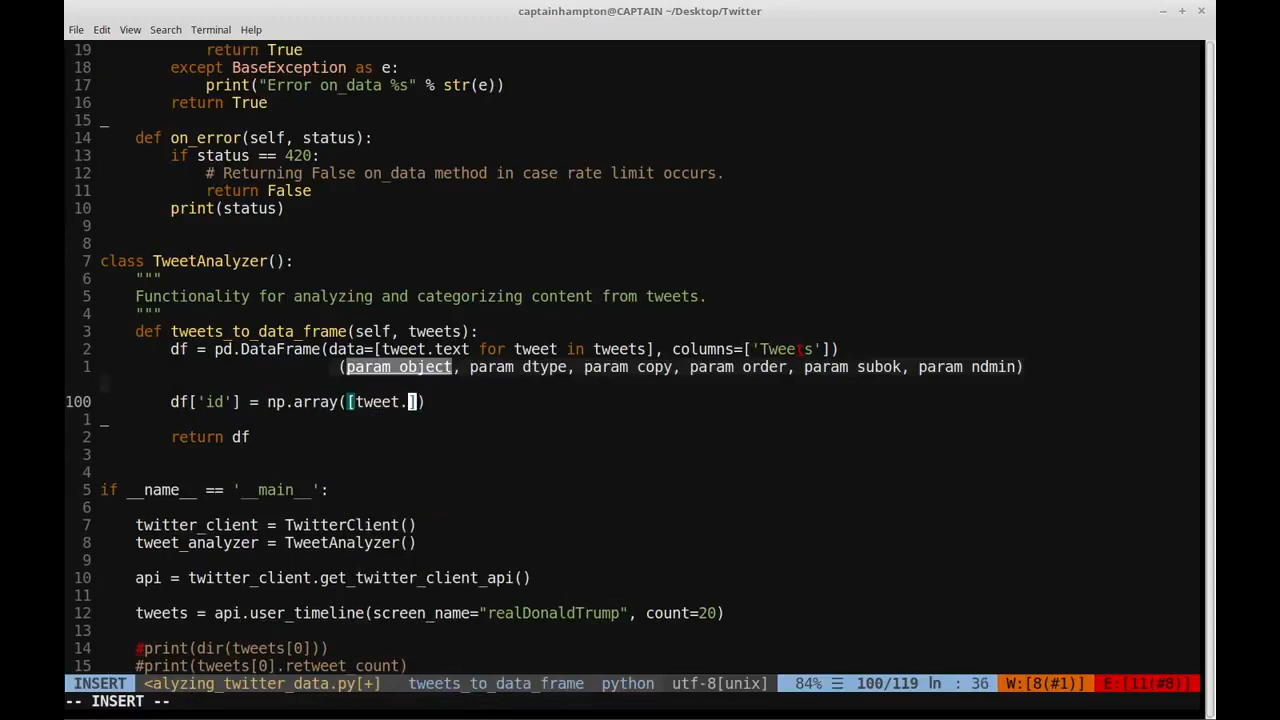 captainhampton@CAPTAIN ~/Desktop/Twitter
File Edit View Search Terminal Help
19 return True
18 except BaseException as e:
17 print("Error on_data %s" % str(e))
16 return True
15 _
14 def on_error(self, status):
13 if status == 420:
12 # Returning False on_data method in case rate limit occurs.
11 return False
10 print(status)
9
8
7 class TweetAnalyzer():
6 """
5 Functionality for analyzing and categorizing content from tweets.
4 """
3 def tweets_to_data_frame(self, tweets):
2 df = pd.DataFrame(data=[tweet.text for tweet in tweets], columns=['Tweets'])
1 (param object, param dtype, param copy, param order, param subok, param ndmin)
100 df['id'] = np.array([tweet.])
1 _
2 return df
3
4
5 if __name__ == '__main__':
6
7 twitter_client = TwitterClient()
8 tweet_analyzer = TweetAnalyzer()
9
10 api = twitter_client.get_twitter_client_api()
11
12 tweets = api.user_timeline(screen_name="realDonaldTrump", count=20)
13
14 #print(dir(tweets[0]))
15 #print(tweets[0].retweet_count)
INSERT <alyzing_twitter_data.py[+] tweets_to_data_frame python utf-8[unix] 84% ☰ 100/119 ln : 36 W:[8(#1)] E:[11(#8)]
-- INSERT --